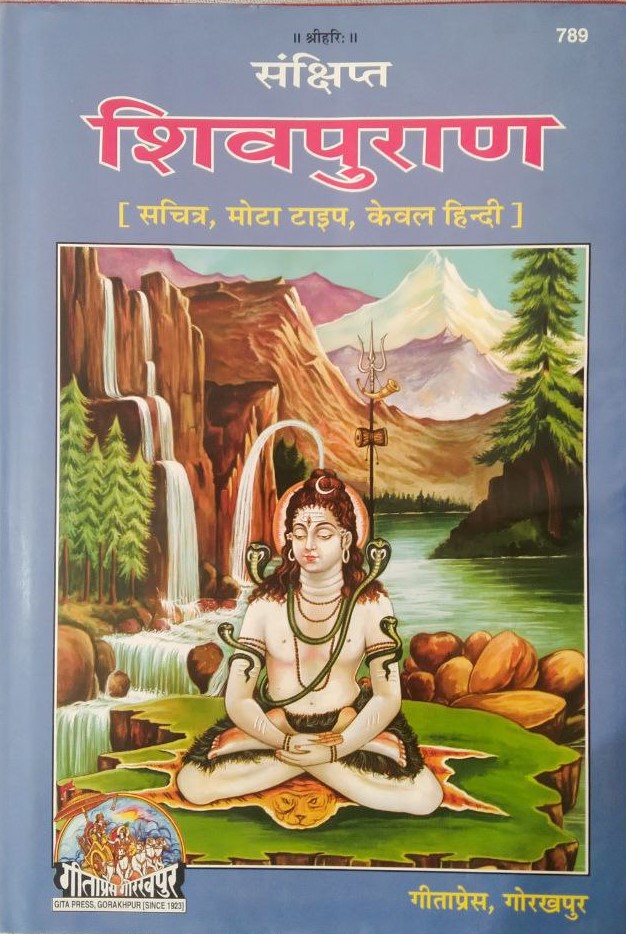 ॥ श्रीहरि: ॥
789
संक्षिप्त
शिवपुराण
[ सचित्र, मोटा टाइप, केवल हिन्दी ]
गीताप्रेस गोरखपुर
GITA PRESS, GORAKHPUR [SINCE 1923]
गीताप्रेस, गोरखपुर